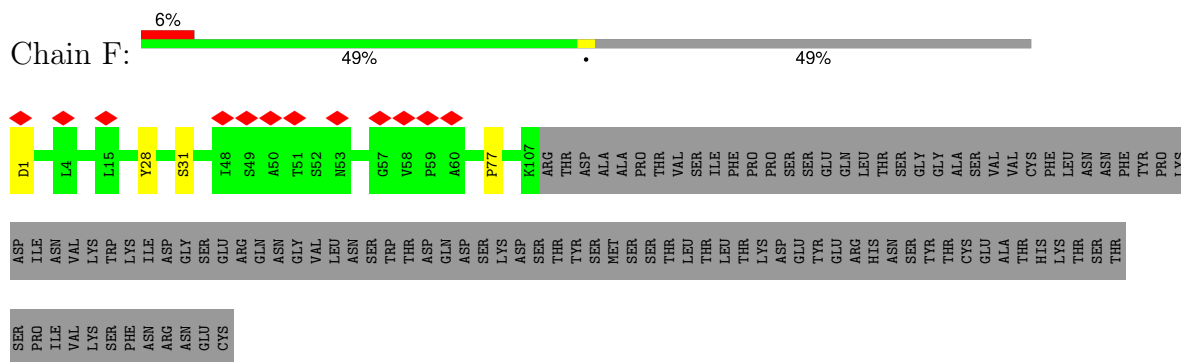 6%
Chain F:
49% • 49%
D1 L4 L15 Y28 S31 I48 S49 A50 T51 S52 N53 G57 V58 P59 A60 P77 K107 ARG THR ASP ALA ALA PRO THR VAL SER ILE PHE PRO PRO SER SER GLU GLN LEU THR SER GLY GLY ALA SER VAL VAL CYS PHE LEU ASN ASN PHE TYR PRO LYS
ASP ILE ASN VAL LYS TRP LYS ILE ASP GLY SER GLU ARG GLN ASN GLY VAL LEU ASN SER TRP THR ASP GLN ASP SER LYS ASP SER THR TYR SER MET SER SER THR LEU THR LEU THR LYS ASP GLU TYR GLU ARG HIS ASN SER TYR THR CYS GLU ALA THR HIS LYS THR SER THR
SER PRO ILE VAL LYS SER PHE ASN ARG ASN GLU CYS